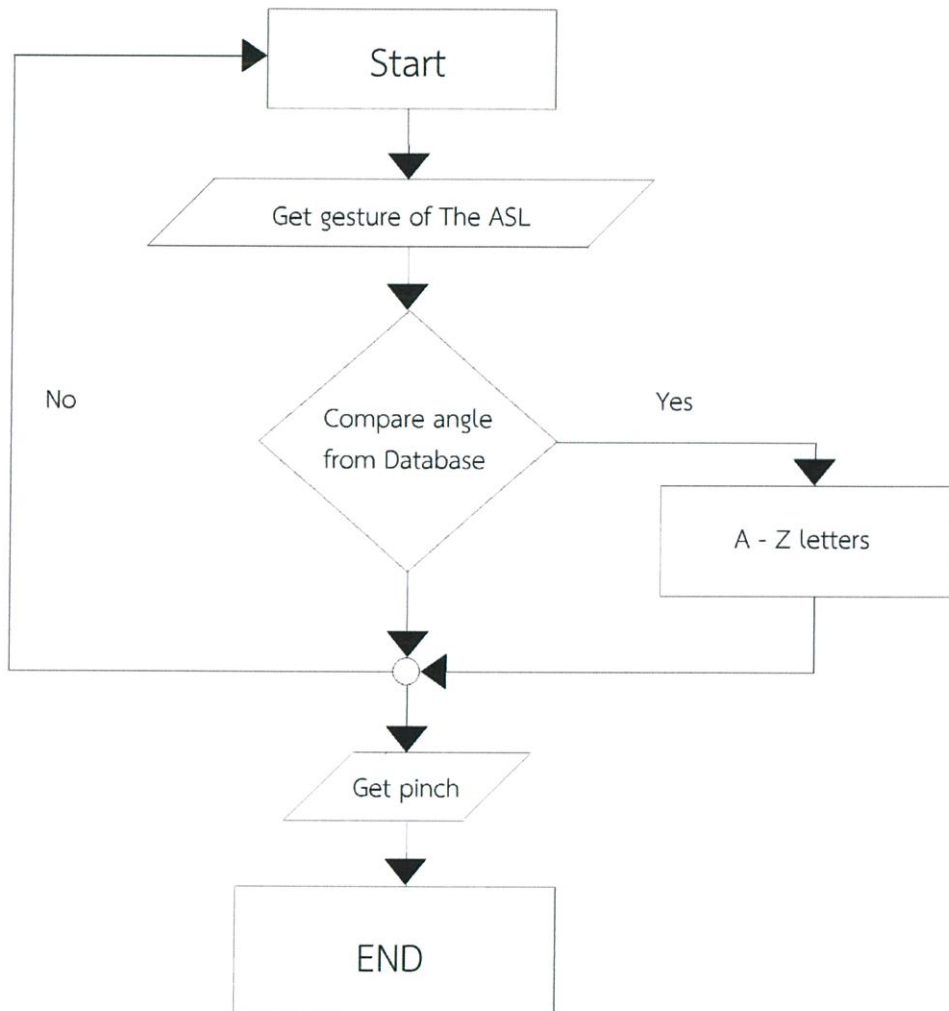 Start
Get gesture of The ASL
No
Yes
Compare angle
from Database
A - Z letters
Get pinch
END